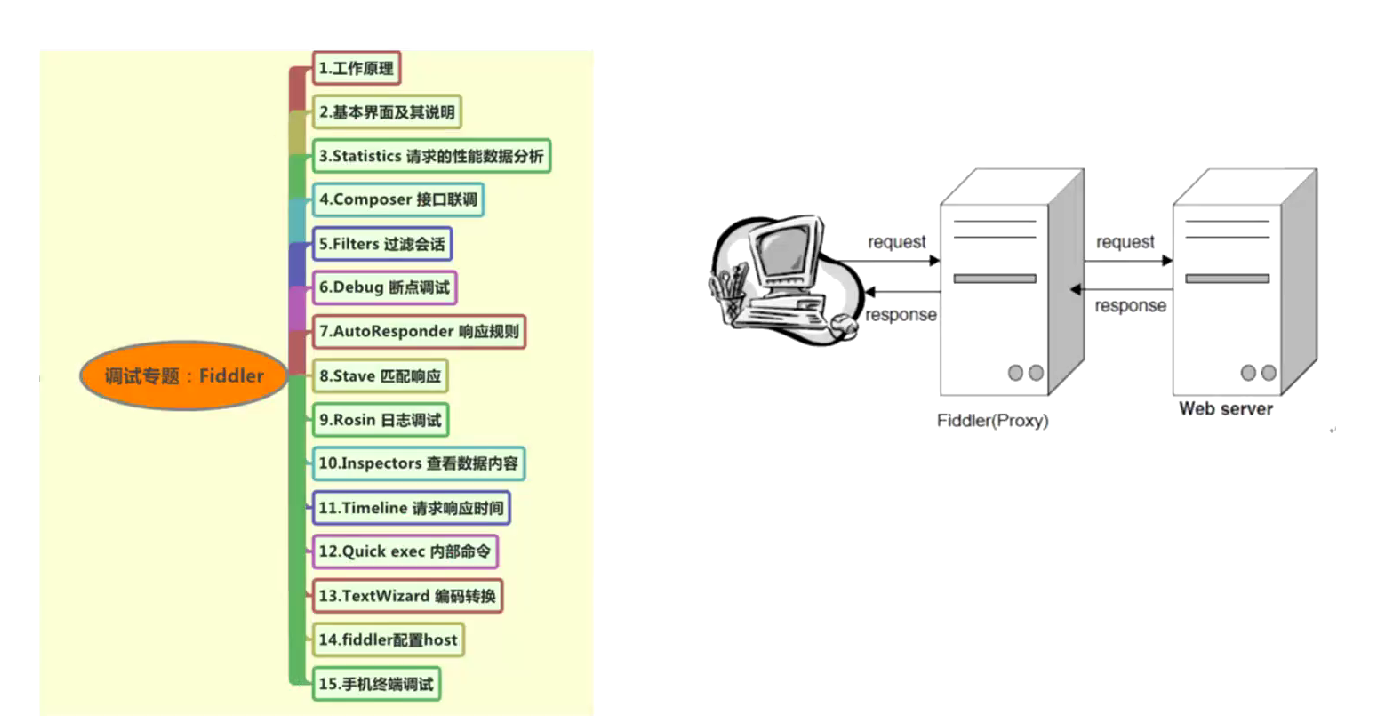 调试专题：Fiddler
1.工作原理
2.基本界面及其说明
3.Statistics 请求的性能数据分析
4.Composer 接口联调
5.Filters 过滤会话
6.Debug 断点调试
7.AutoResponder 响应规则
8.Stave 匹配响应
9.Rosin 日志调试
10.Inspectors 查看数据内容
11.Timeline 请求响应时间
12.Quick exec 内部命令
13.TextWizard 编码转换
14.fiddler配置host
15.手机终端调试
request
response
request
response
Fiddler(Proxy)
Web server